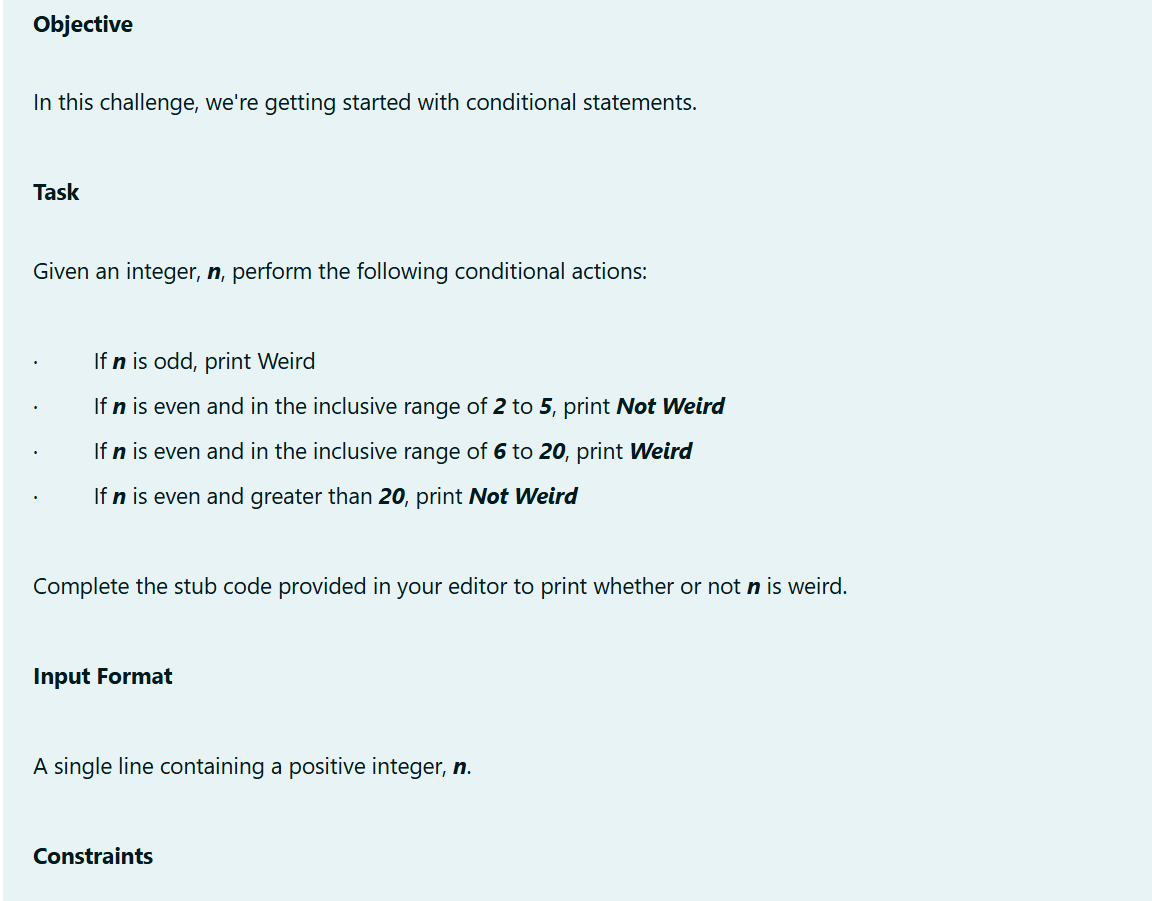 Objective
In this challenge, we're getting started with conditional statements.
Task
Given an integer, n, perform the following conditional actions:
· If n is odd, print Weird
· If n is even and in the inclusive range of 2 to 5, print Not Weird
· If n is even and in the inclusive range of 6 to 20, print Weird
· If n is even and greater than 20, print Not Weird
Complete the stub code provided in your editor to print whether or not n is weird.
Input Format
A single line containing a positive integer, n.
Constraints